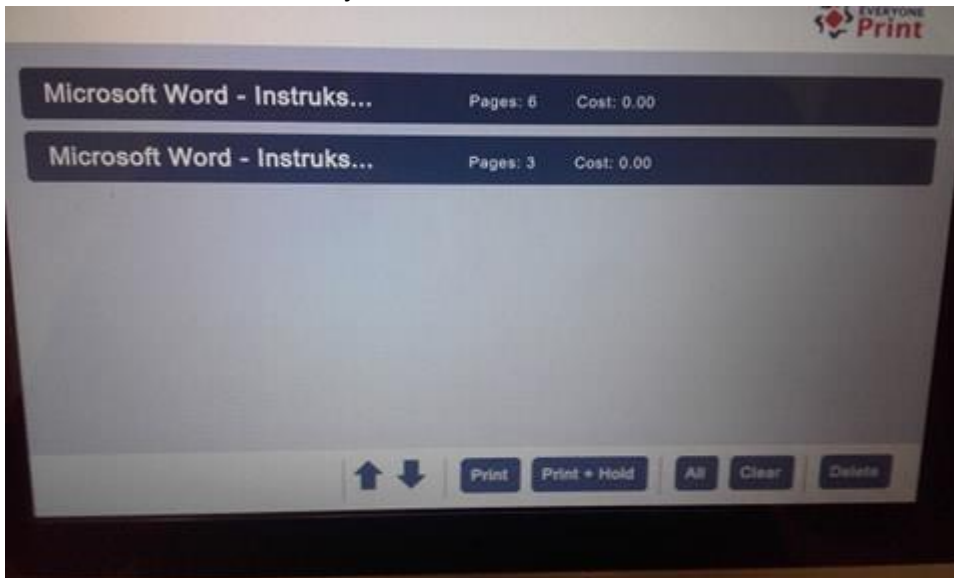 EVERYONE
Print
Microsoft Word - Instruks... Pages: 6 Cost: 0.00
Microsoft Word - Instruks... Pages: 3 Cost: 0.00
Print Print + Hold All Clear Delete